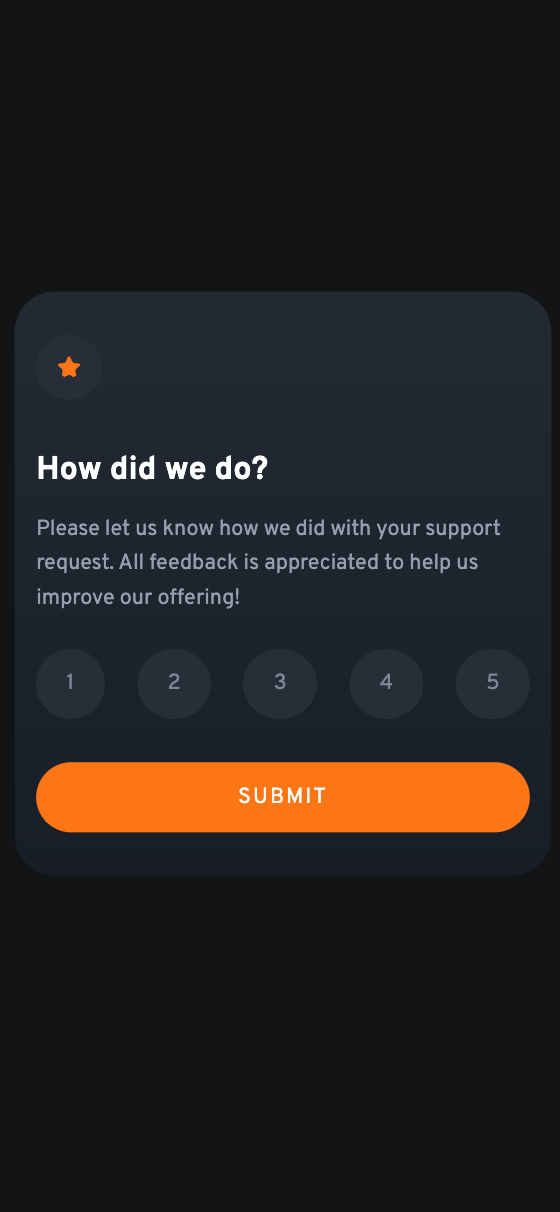 How did we do?
Please let us know how we did with your support
request. All feedback is appreciated to help us
improve our offering!
1 2 3 4 5
SUBMIT